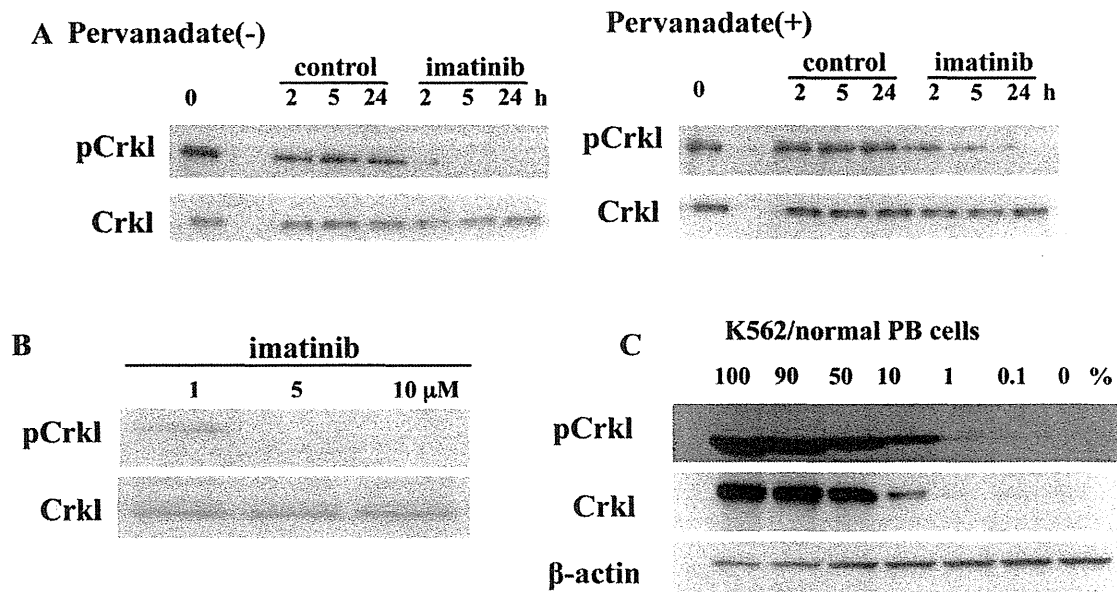 A Pervanadate(-)
control imatinib
0 2 5 24 2 5 24 h
pCrkl
Crkl
Pervanadate(+)
control imatinib
0 2 5 24 2 5 24 h
pCrkl
Crkl
B
imatinib
1 5 10 μM
pCrkl
Crkl
C K562/normal PB cells
100 90 50 10 1 0.1 0 %
pCrkl
Crkl
β-actin